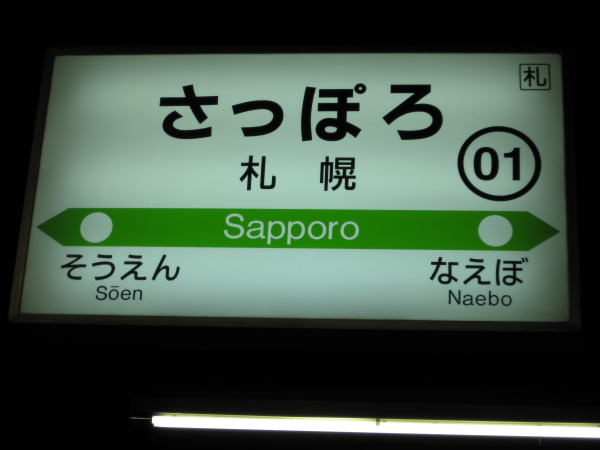 札
さっぽろ
札幌
01
Sapporo
そうえん
Sōen
なえぼ
Naebo